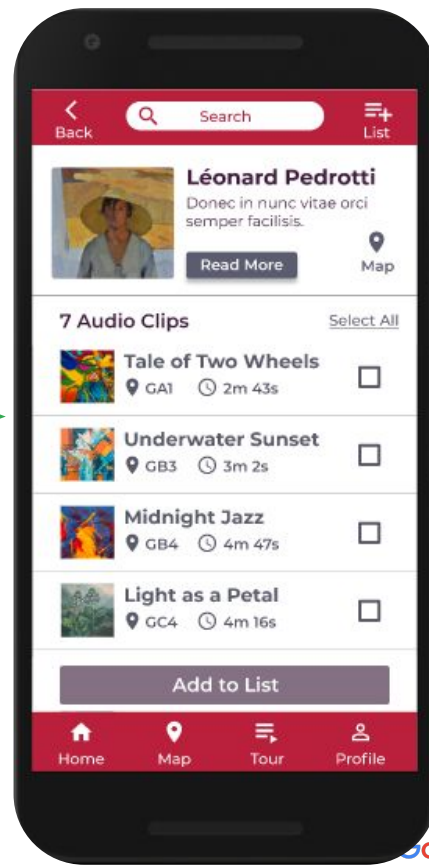 Back
Search
List
Léonard Pedrotti
Donec in nunc vitae orci
semper facilisis.
Read More
Map
7 Audio Clips
Select All
Tale of Two Wheels
GA1 2m 43s
Underwater Sunset
GB3 3m 2s
Midnight Jazz
GB4 4m 47s
Light as a Petal
GC4 4m 16s
Add to List
Home
Map
Tour
Profile